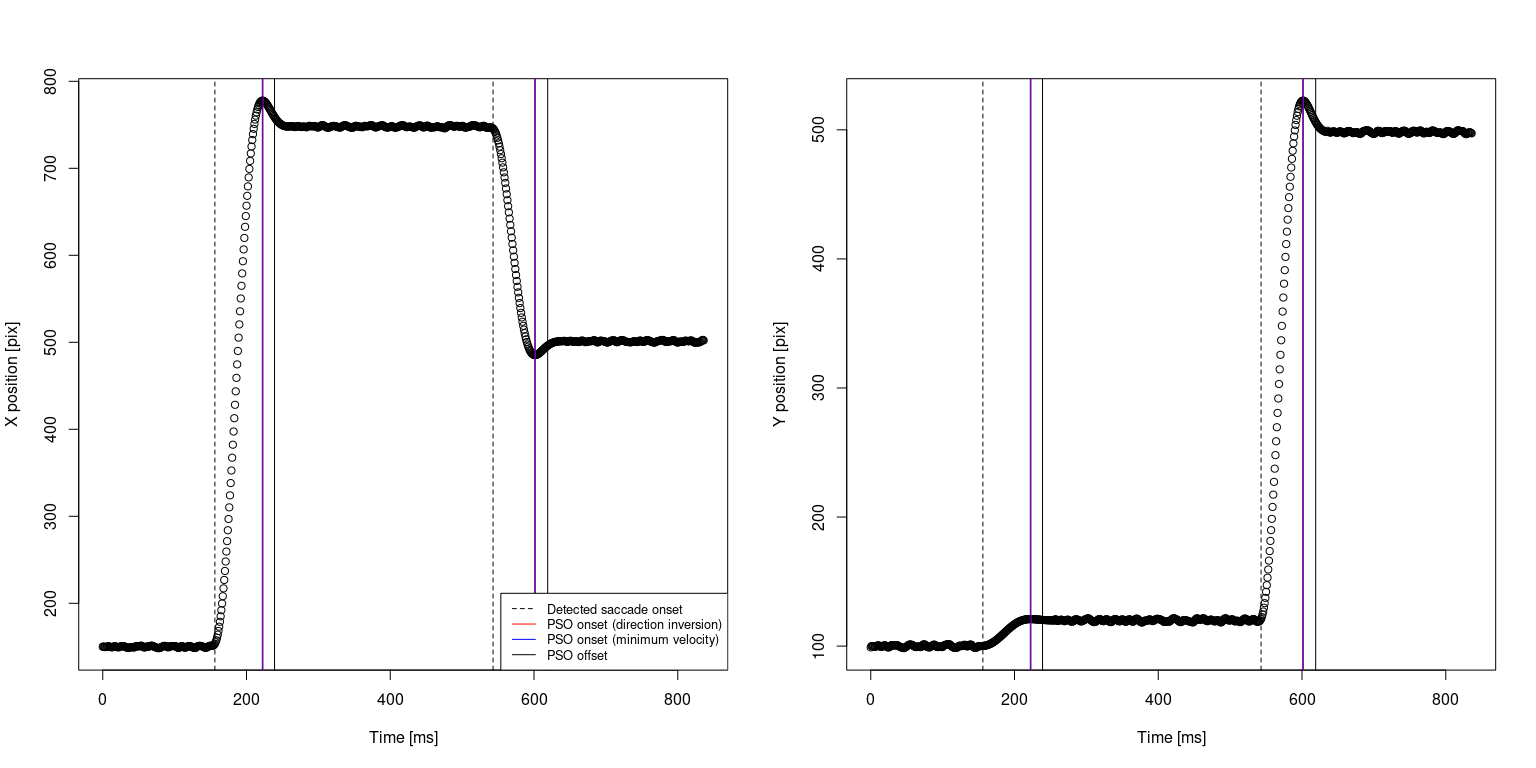 X position [pix]
800
700
600
500
400
300
200
0
200
400
600
800
Time [ms]
Detected saccade onset
PSO onset (direction inversion)
PSO onset (minimum velocity)
PSO offset
Y position [pix]
500
400
300
200
100
0
200
400
600
800
Time [ms]